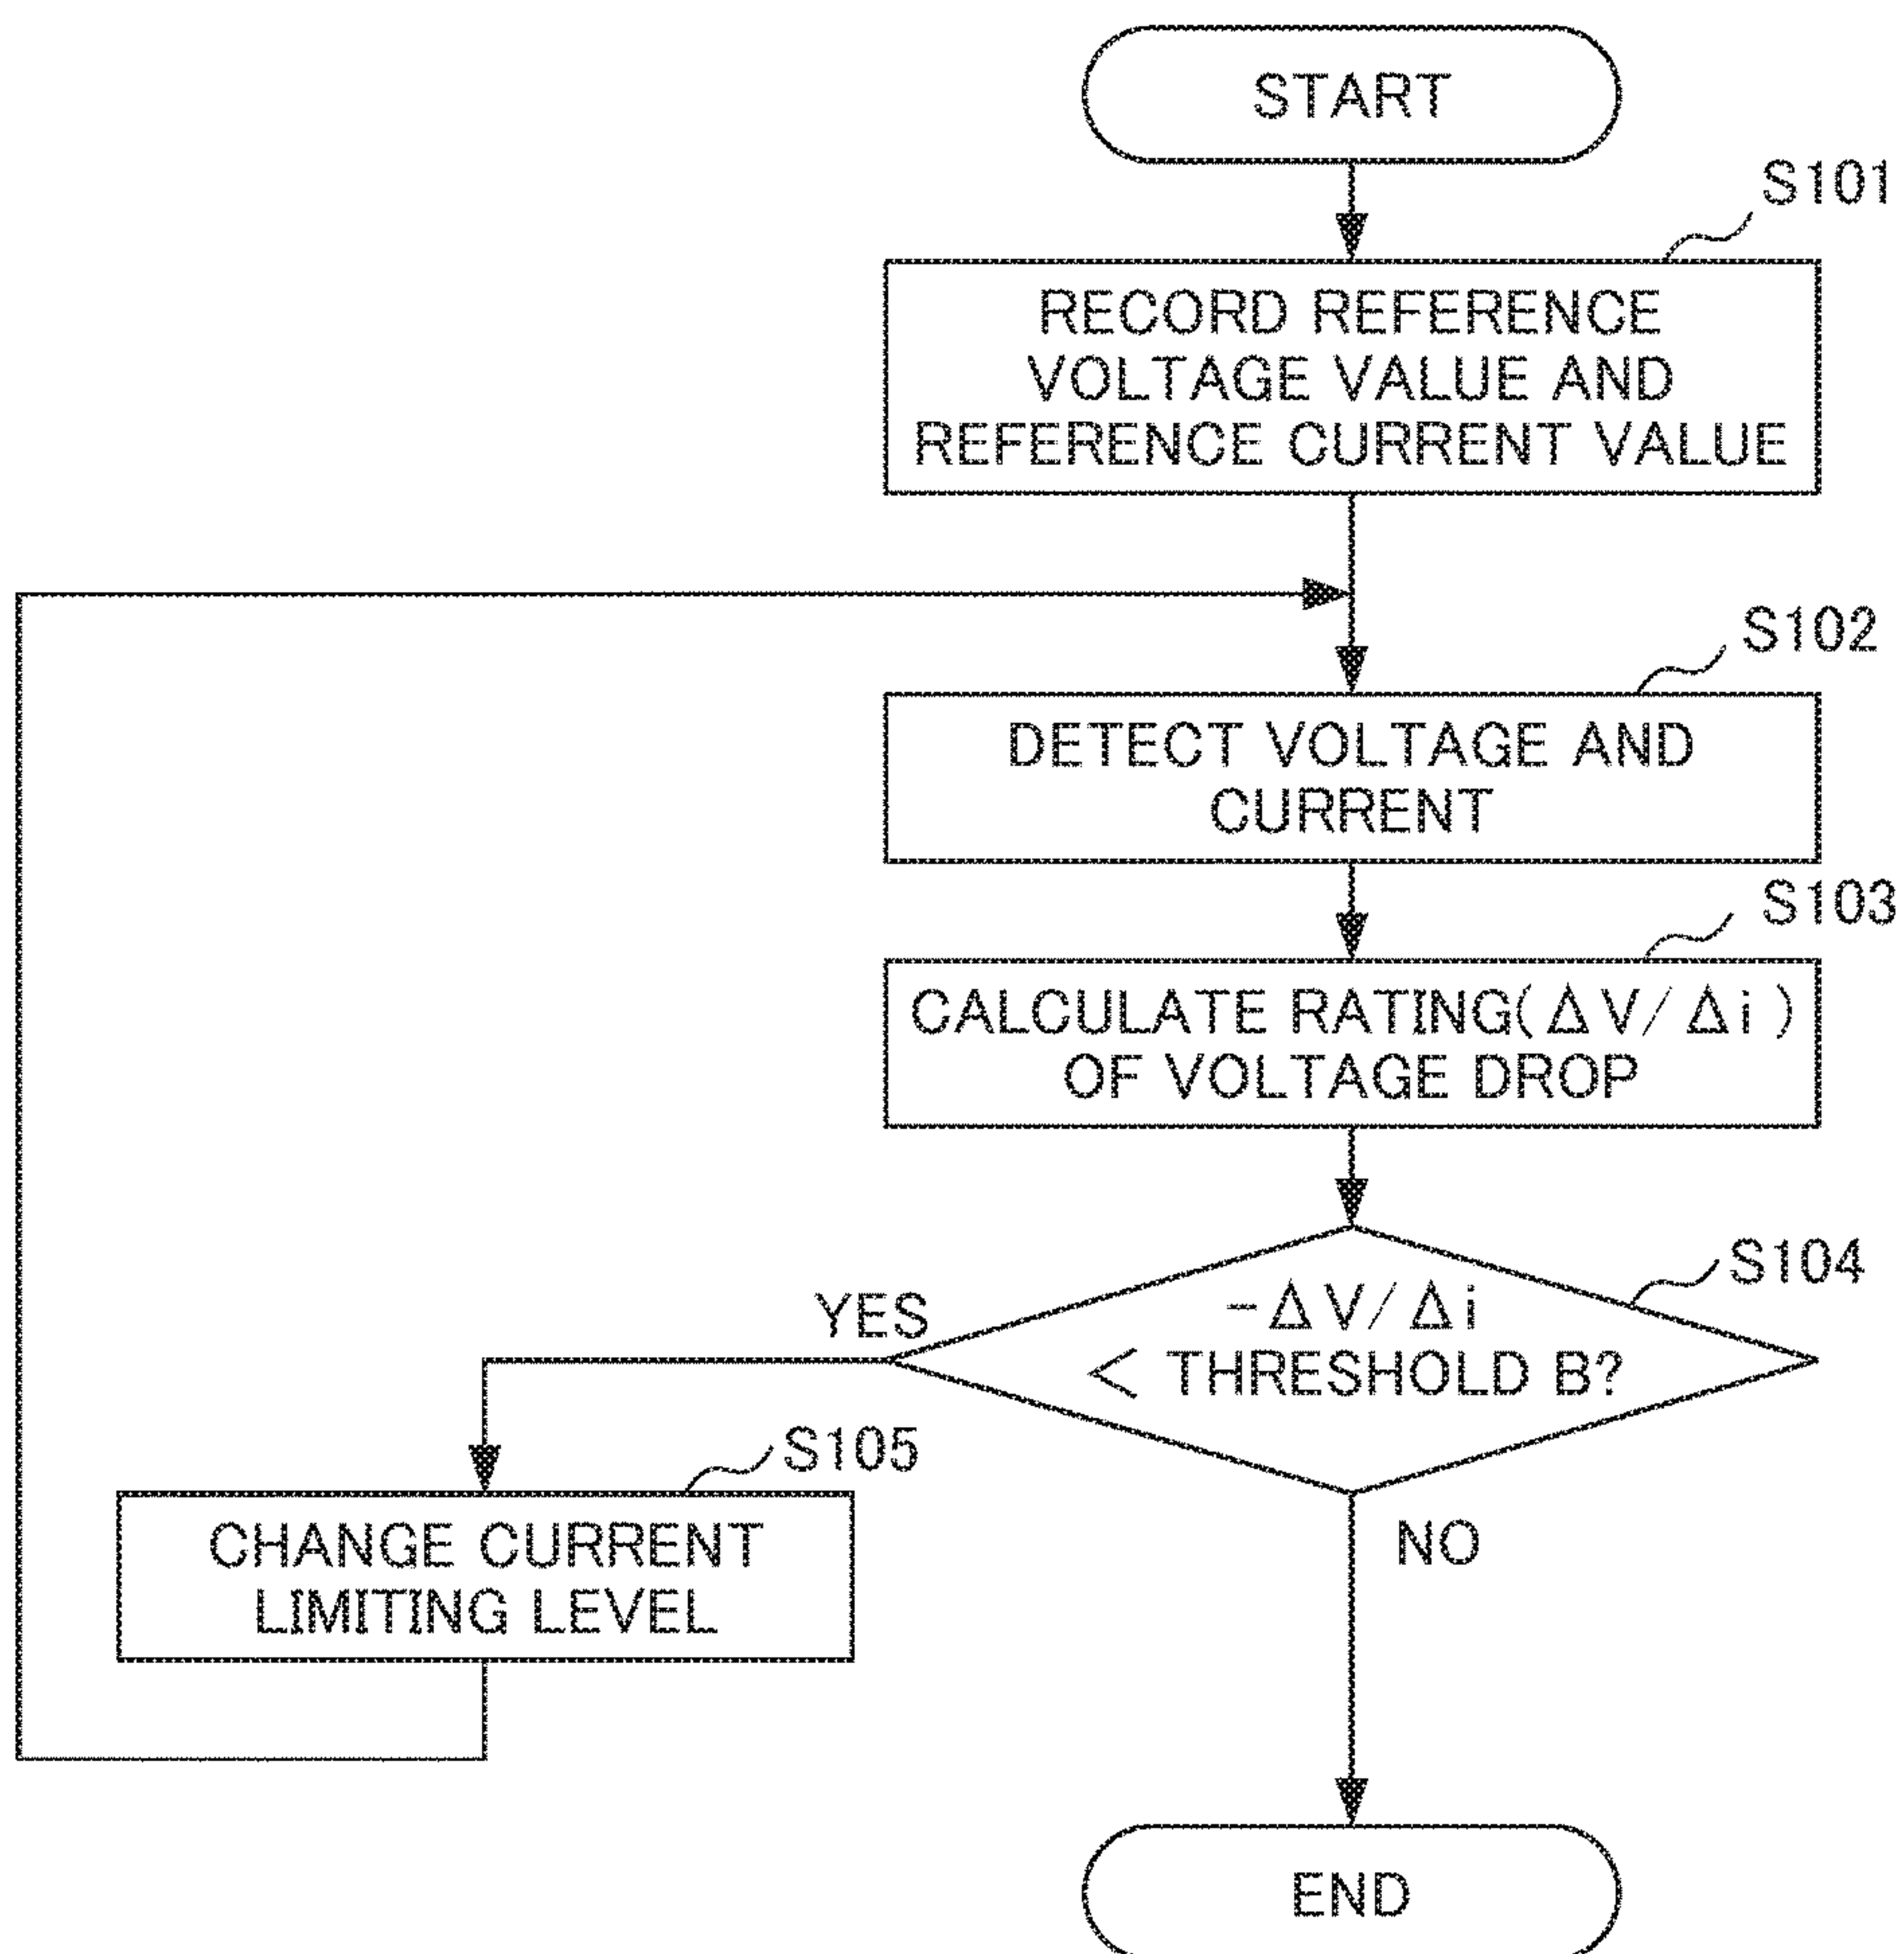 START
S101
RECORD REFERENCE
VOLTAGE VALUE AND
REFERENCE CURRENT VALUE
S102
DETECT VOLTAGE AND
CURRENT
S103
CALCULATE RATING(ΔV/Δi)
OF VOLTAGE DROP
S104
-ΔV/Δi
< THRESHOLD B?
YES
S105
CHANGE CURRENT
LIMITING LEVEL
NO
END